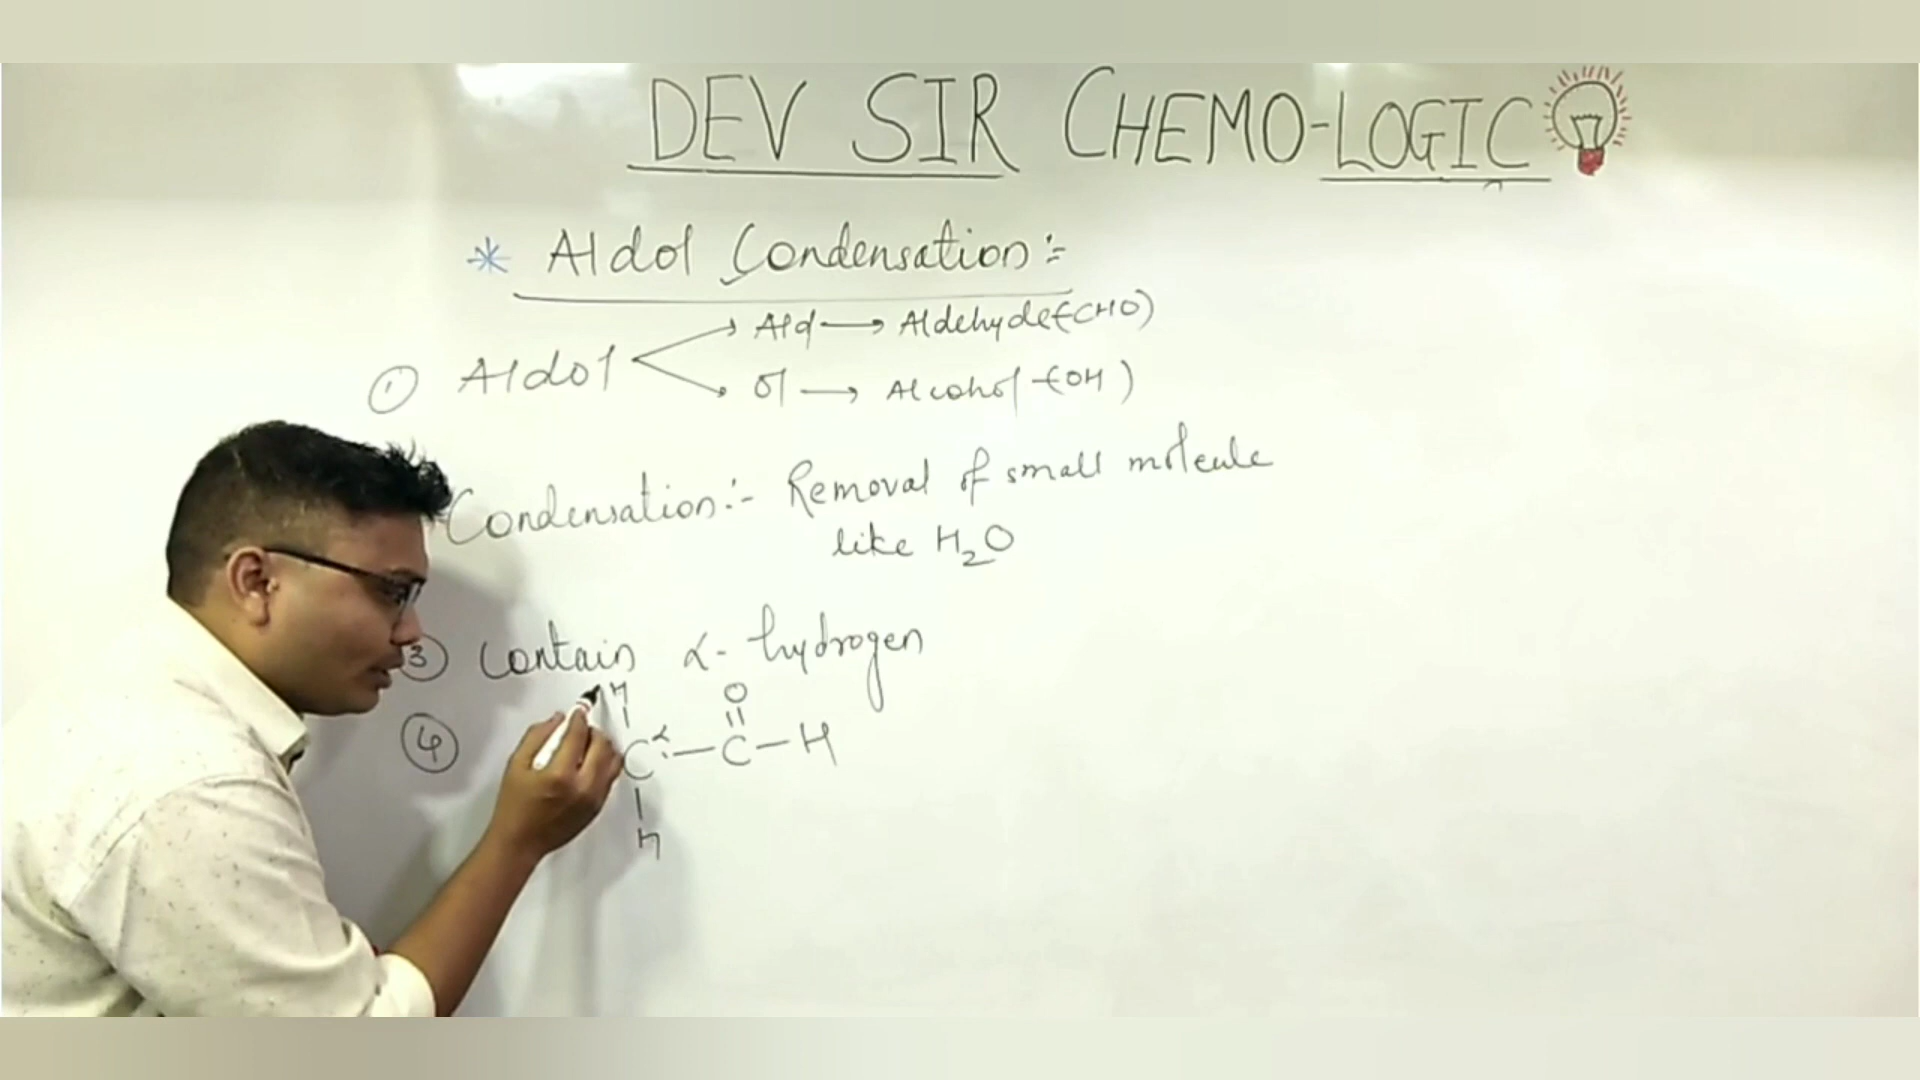 DEV SIR CHEMO-LOGIC
* Aldol Condensation:-
Ald → Aldehyde (-CHO)
① Aldol
Ol → Alcohol (-OH)
Condensation:- Removal of small molecule
like H₂O
③ Contain α- hydrogen
H O
④ C α — C — H
H